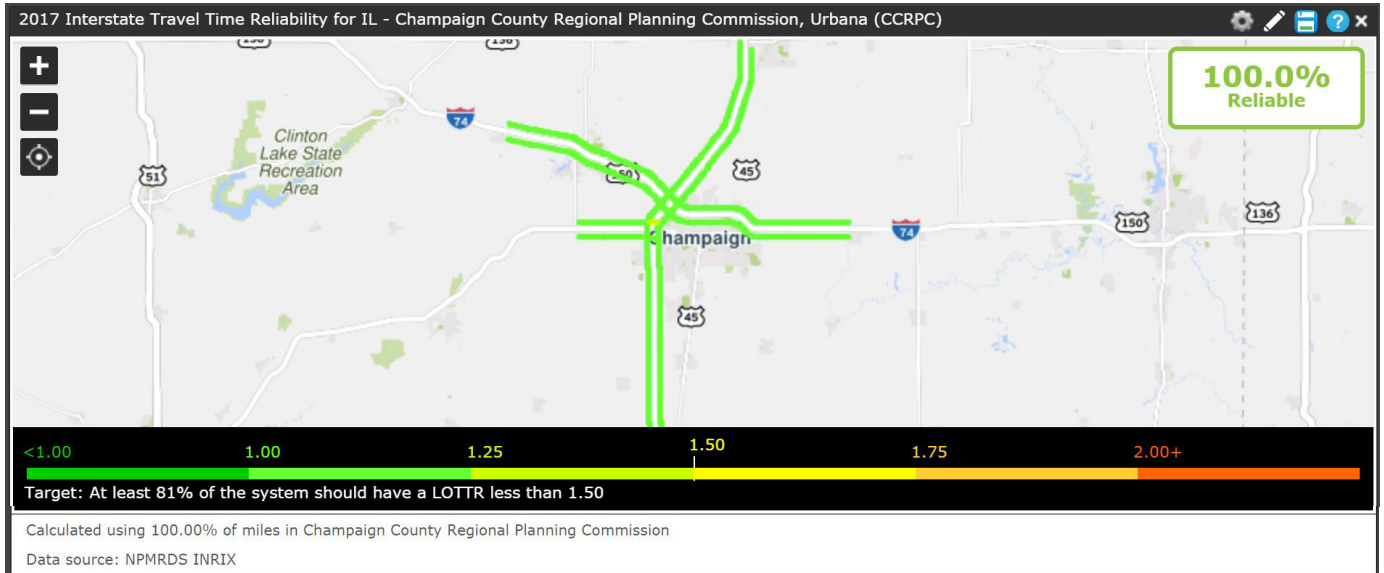 2017 Interstate Travel Time Reliability for IL - Champaign County Regional Planning Commission, Urbana (CCRPC)
100.0%
Reliable
150
136
74
Clinton
Lake State
Recreation
Area
51
150
45
136
150
74
Champaign
45
<1.00 1.00 1.25 1.50 1.75 2.00+
Target: At least 81% of the system should have a LOTTR less than 1.50
Calculated using 100.00% of miles in Champaign County Regional Planning Commission
Data source: NPMRDS INRIX